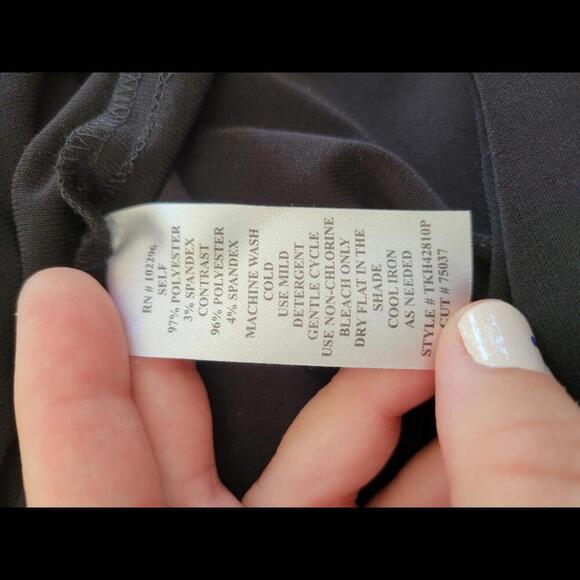 RN # 102296
SELF
97% POLYESTER
3% SPANDEX
CONTRAST
96% POLYESTER
4% SPANDEX
MACHINE WASH
COLD
USE MILD
DETERGENT
GENTLE CYCLE
USE NON-CHLORINE
BLEACH ONLY
DRY FLAT IN THE
SHADE
COOL IRON
AS NEEDED
STYLE # TKH42810P
CUT # 75037